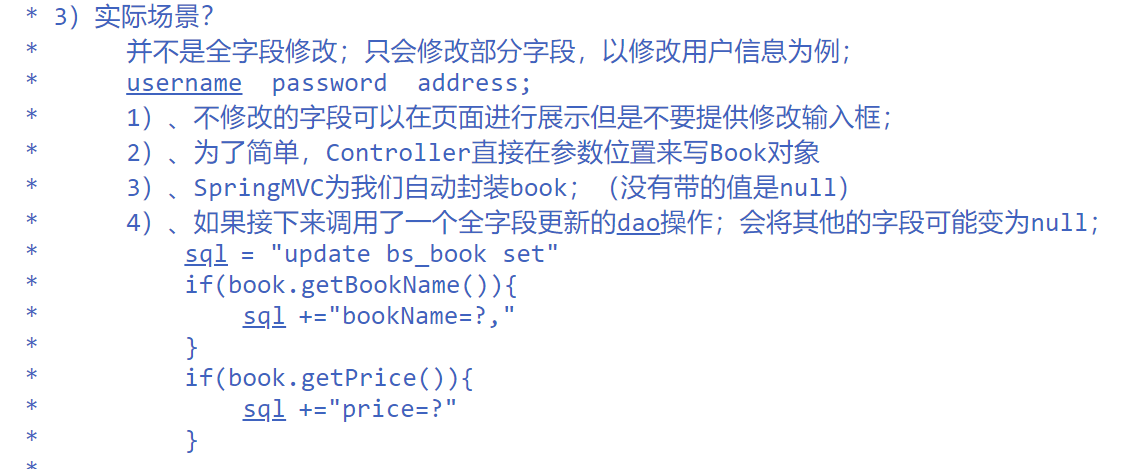 * 3）实际场景？
* 并不是全字段修改；只会修改部分字段，以修改用户信息为例；
* username password address;
* 1）、不修改的字段可以在页面进行展示但是不要提供修改输入框；
* 2）、为了简单，Controller直接在参数位置来写Book对象
* 3）、SpringMVC为我们自动封装book；（没有带的值是null）
* 4）、如果接下来调用了一个全字段更新的dao操作；会将其他的字段可能变为null；
* sql = "update bs_book set"
* if(book.getBookName()){
* sql +="bookName=?,"
* }
* if(book.getPrice()){
* sql +="price=?"
* }
*